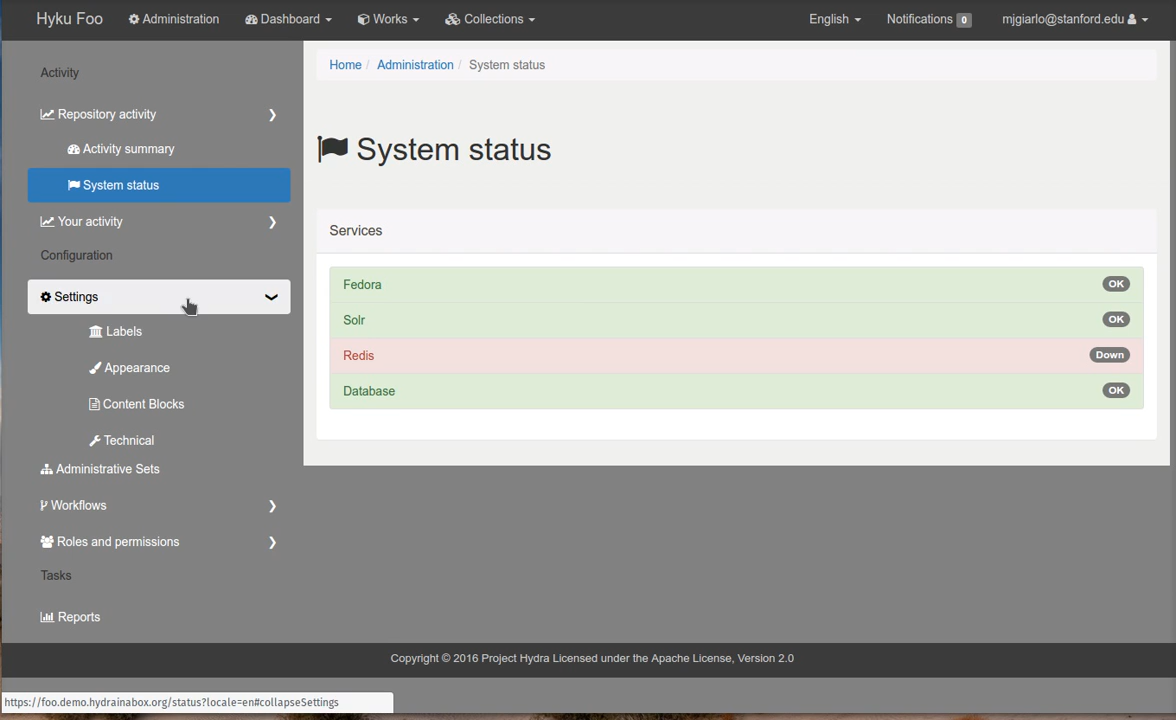 Hyku Foo Administration Dashboard Works Collections English Notifications 0 mjgiarlo@stanford.edu
Activity
Repository activity
Activity summary
System status
Your activity
Configuration
Settings
Labels
Appearance
Content Blocks
Technical
Administrative Sets
Workflows
Roles and permissions
Tasks
Reports
Home / Administration / System status
System status
Services
Fedora OK
Solr OK
Redis Down
Database OK
Copyright © 2016 Project Hydra Licensed under the Apache License, Version 2.0
https://foo.demo.hydrainabox.org/status?locale=en#collapseSettings